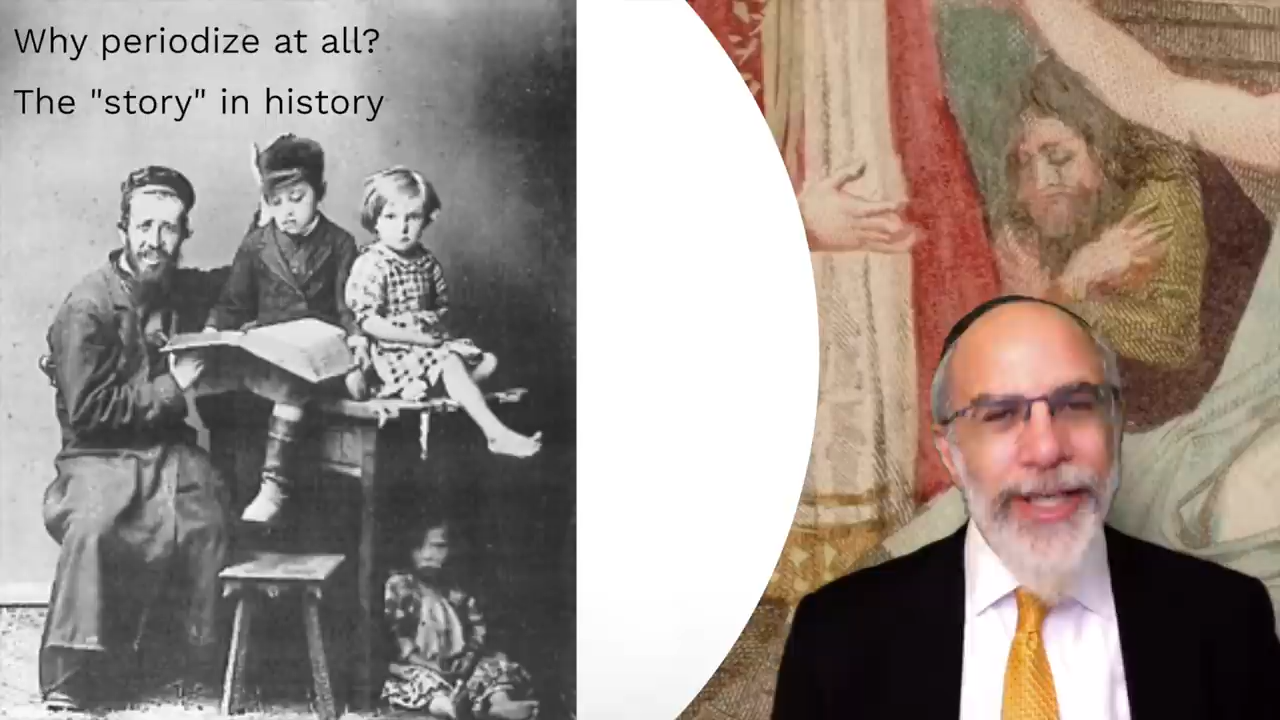 Why periodize at all?
The "story" in history